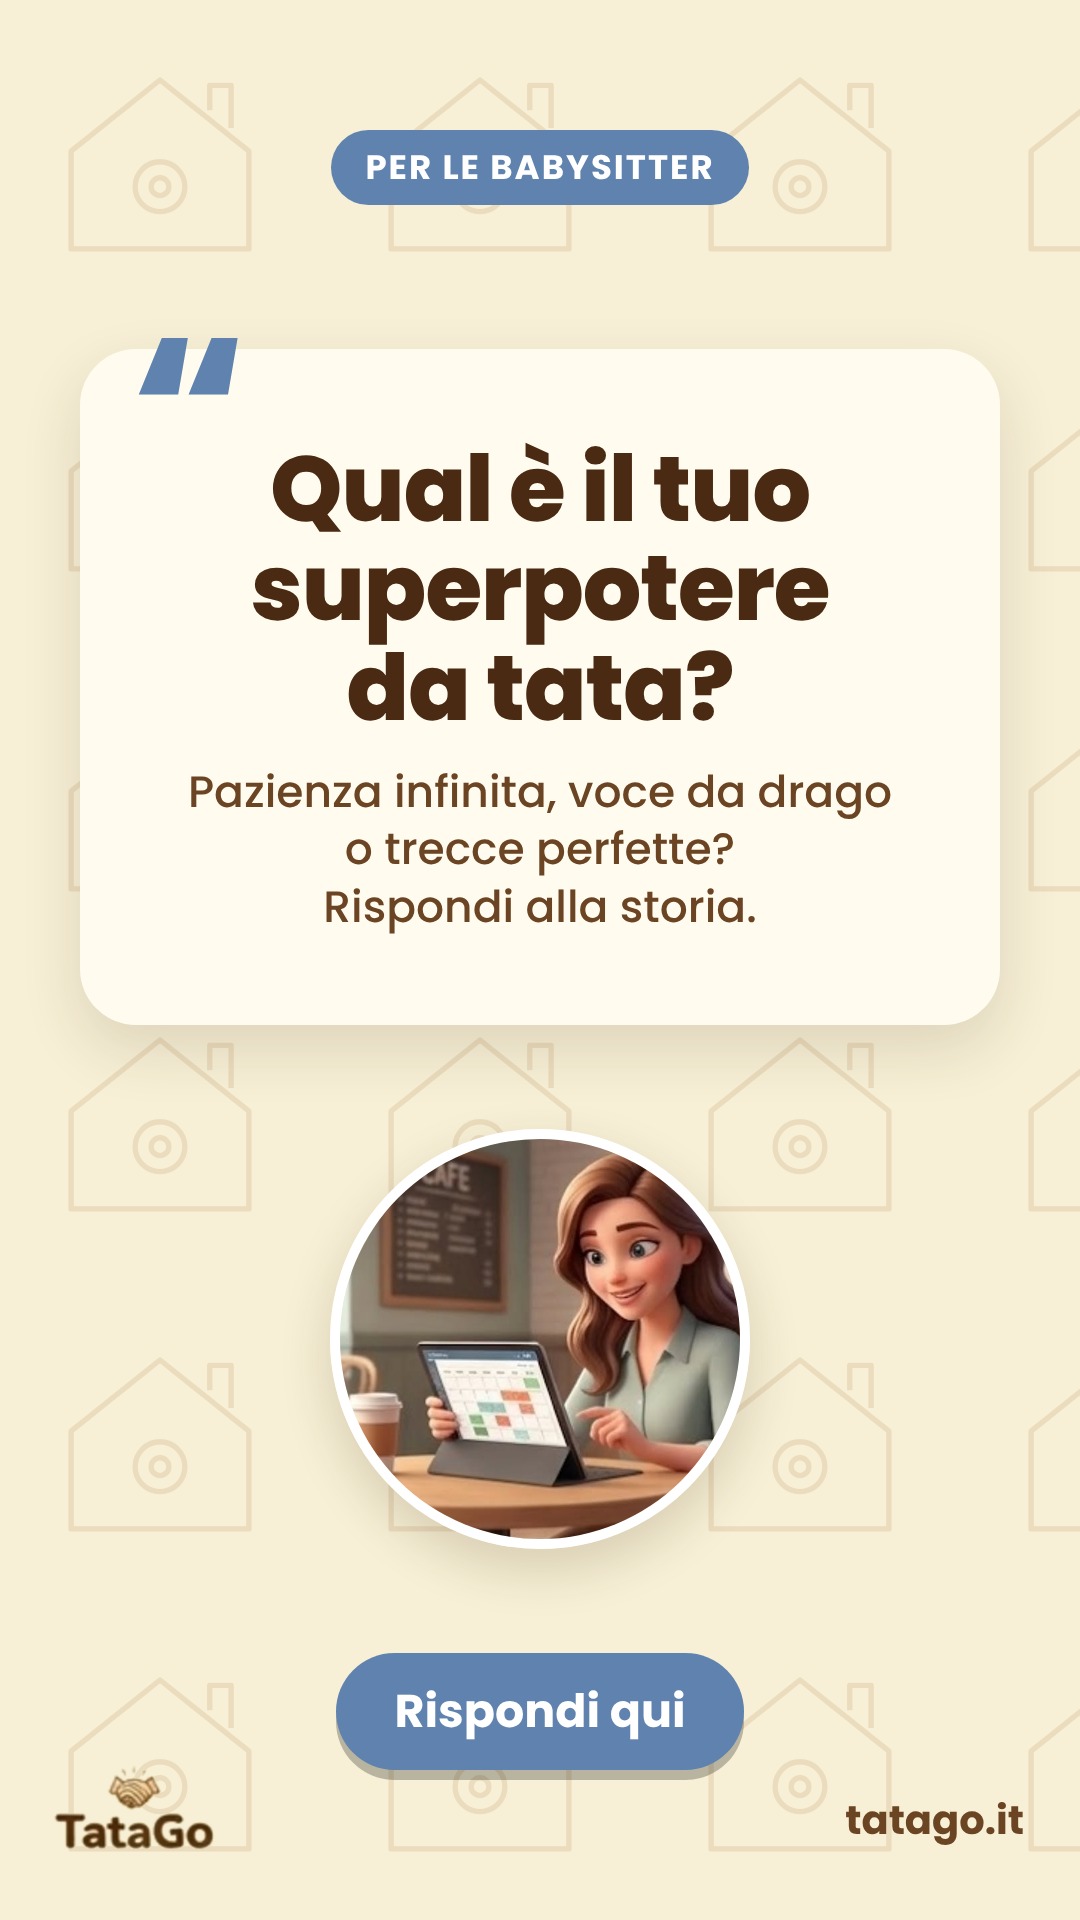 PER LE BABYSITTER
“
Qual è il tuo
superpotere
da tata?
Pazienza infinita, voce da drago
o trecce perfette?
Rispondi alla storia.
CAFE
Rispondi qui
TataGo
tatago.it